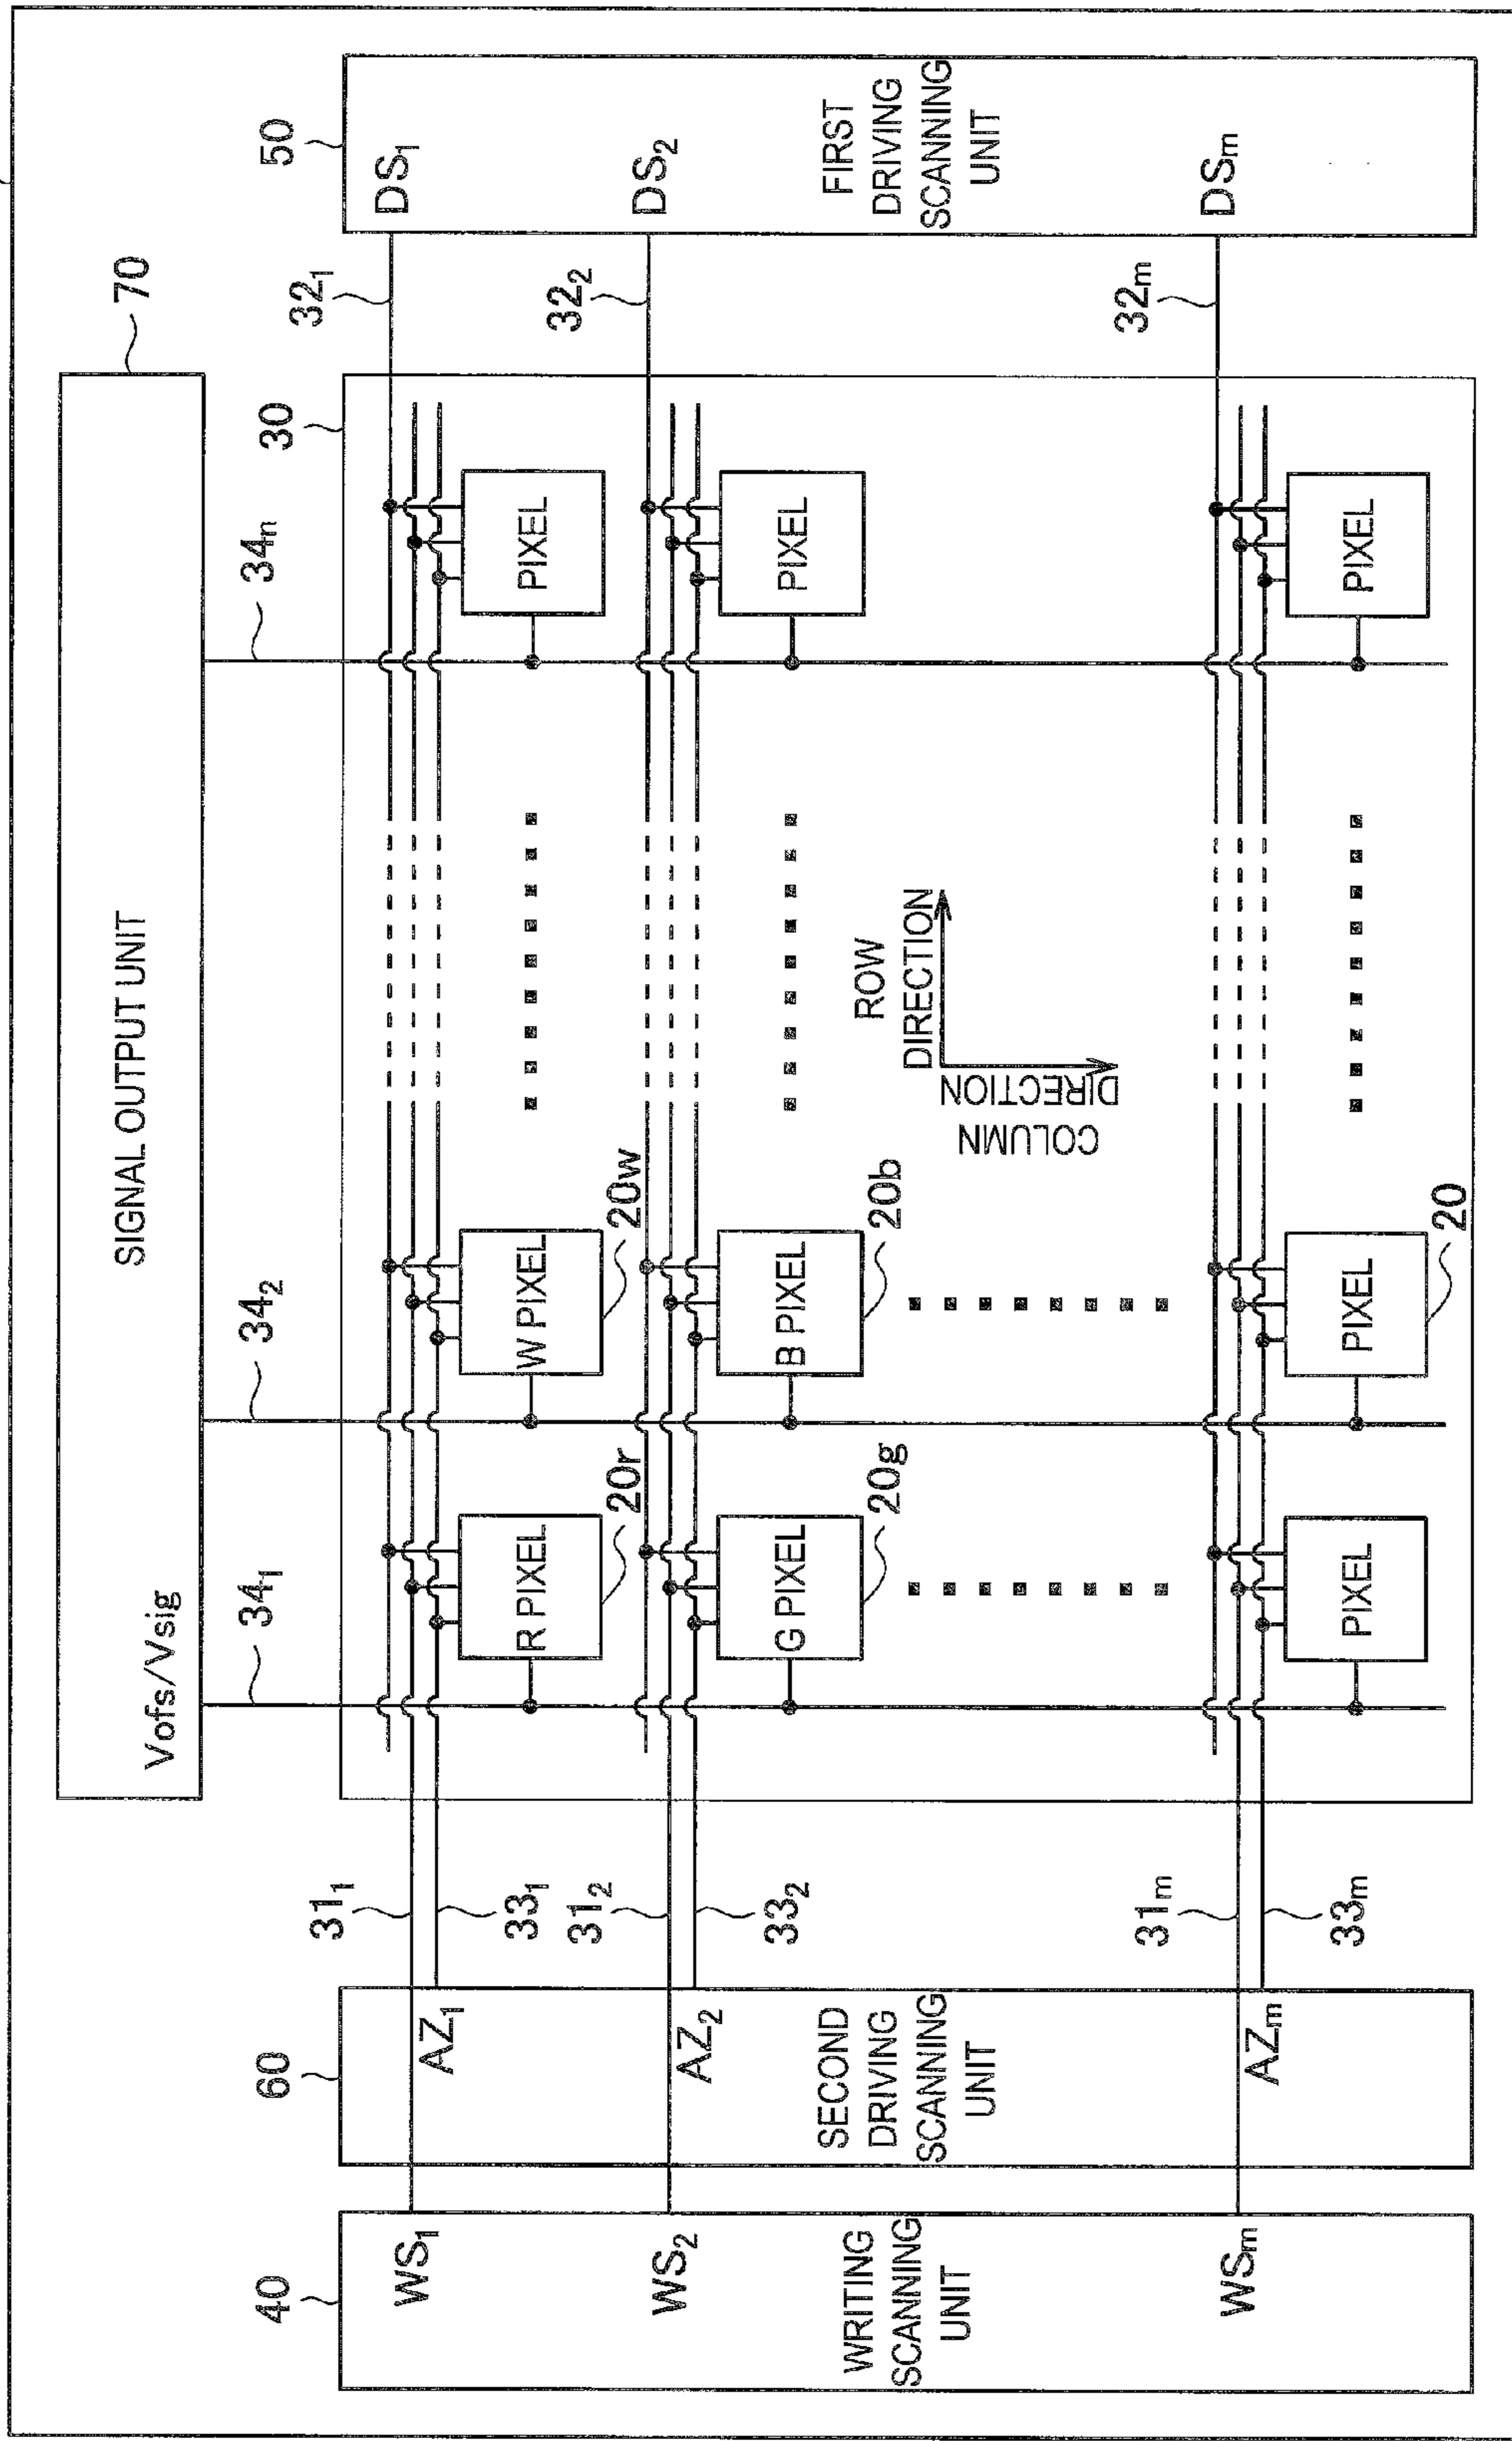 SIGNAL OUTPUT UNIT
Vofs/Vsig
70
34₁
34₂
34ₙ
40
60
30
50
WS₁
WS₂
WSₘ
WRITING
SCANNING
UNIT
AZ₁
AZ₂
AZₘ
SECOND
DRIVING
SCANNING
UNIT
31₁
33₁
31₂
33₂
31ₘ
33ₘ
R PIXEL
20r
W PIXEL
20w
PIXEL
G PIXEL
20g
B PIXEL
20b
PIXEL
ROW
DIRECTION
COLUMN
DIRECTION
PIXEL
PIXEL
20
PIXEL
32₁
32₂
32ₘ
DS₁
DS₂
DSₘ
FIRST
DRIVING
SCANNING
UNIT